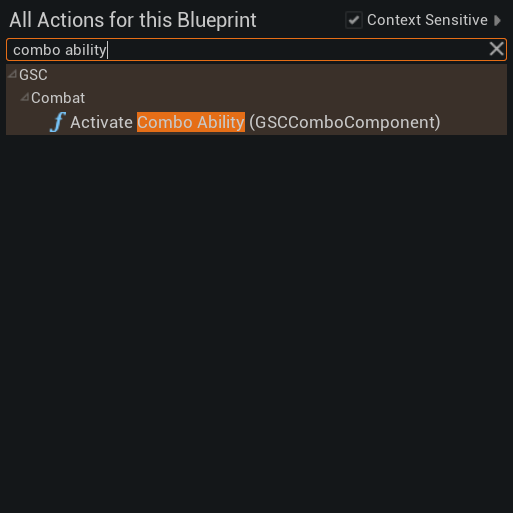 All Actions for this Blueprint
Context Sensitive
combo ability
GSC
Combat
f Activate Combo Ability (GSCComboComponent)